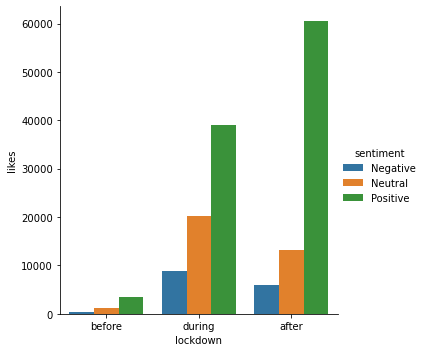 60000
50000
40000
30000
20000
10000
0
likes
before during after
lockdown
sentiment
Negative
Neutral
Positive